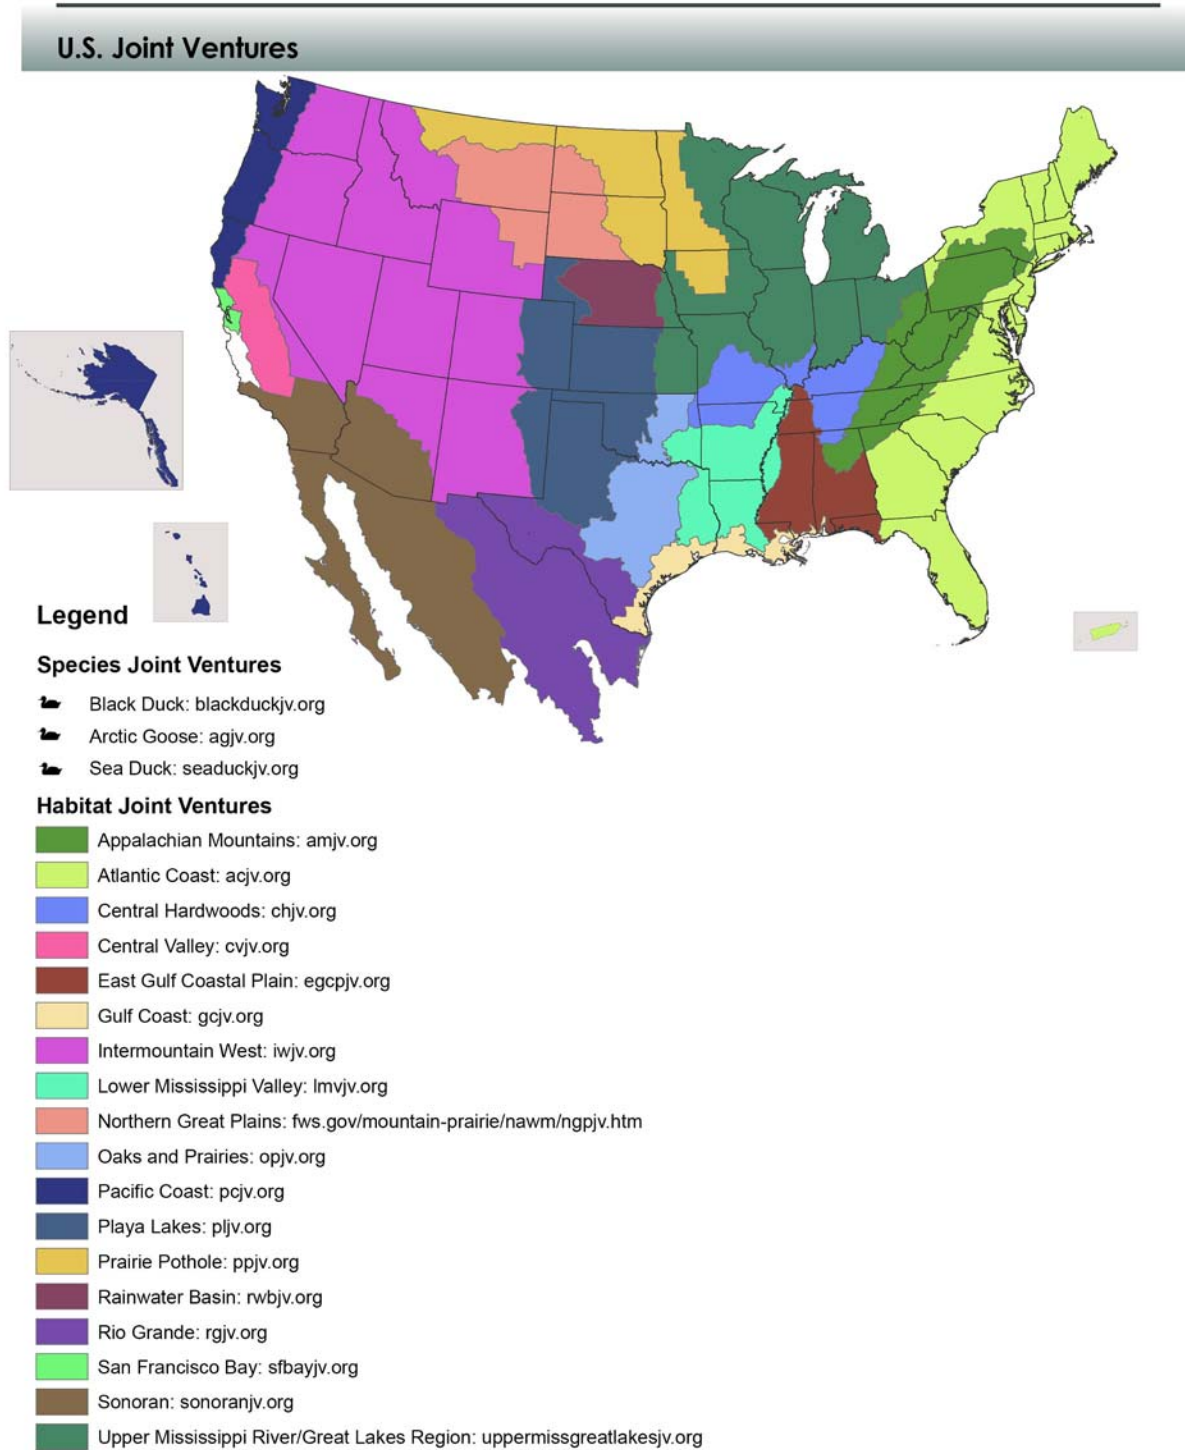 U.S. Joint Ventures
Legend
Species Joint Ventures
Black Duck: blackduckjv.org
Arctic Goose: agjv.org
Sea Duck: seaduckjv.org
Habitat Joint Ventures
Appalachian Mountains: amjv.org
Atlantic Coast: acjv.org
Central Hardwoods: chjv.org
Central Valley: cvjv.org
East Gulf Coastal Plain: egcpjv.org
Gulf Coast: gcjv.org
Intermountain West: iwjv.org
Lower Mississippi Valley: lmvjv.org
Northern Great Plains: fws.gov/mountain-prairie/nawm/ngpjv.htm
Oaks and Prairies: opjv.org
Pacific Coast: pcjv.org
Playa Lakes: pljv.org
Prairie Pothole: ppjv.org
Rainwater Basin: rwbjv.org
Rio Grande: rgjv.org
San Francisco Bay: sfbayjv.org
Sonoran: sonoranjv.org
Upper Mississippi River/Great Lakes Region: uppermissgreatlakesjv.org